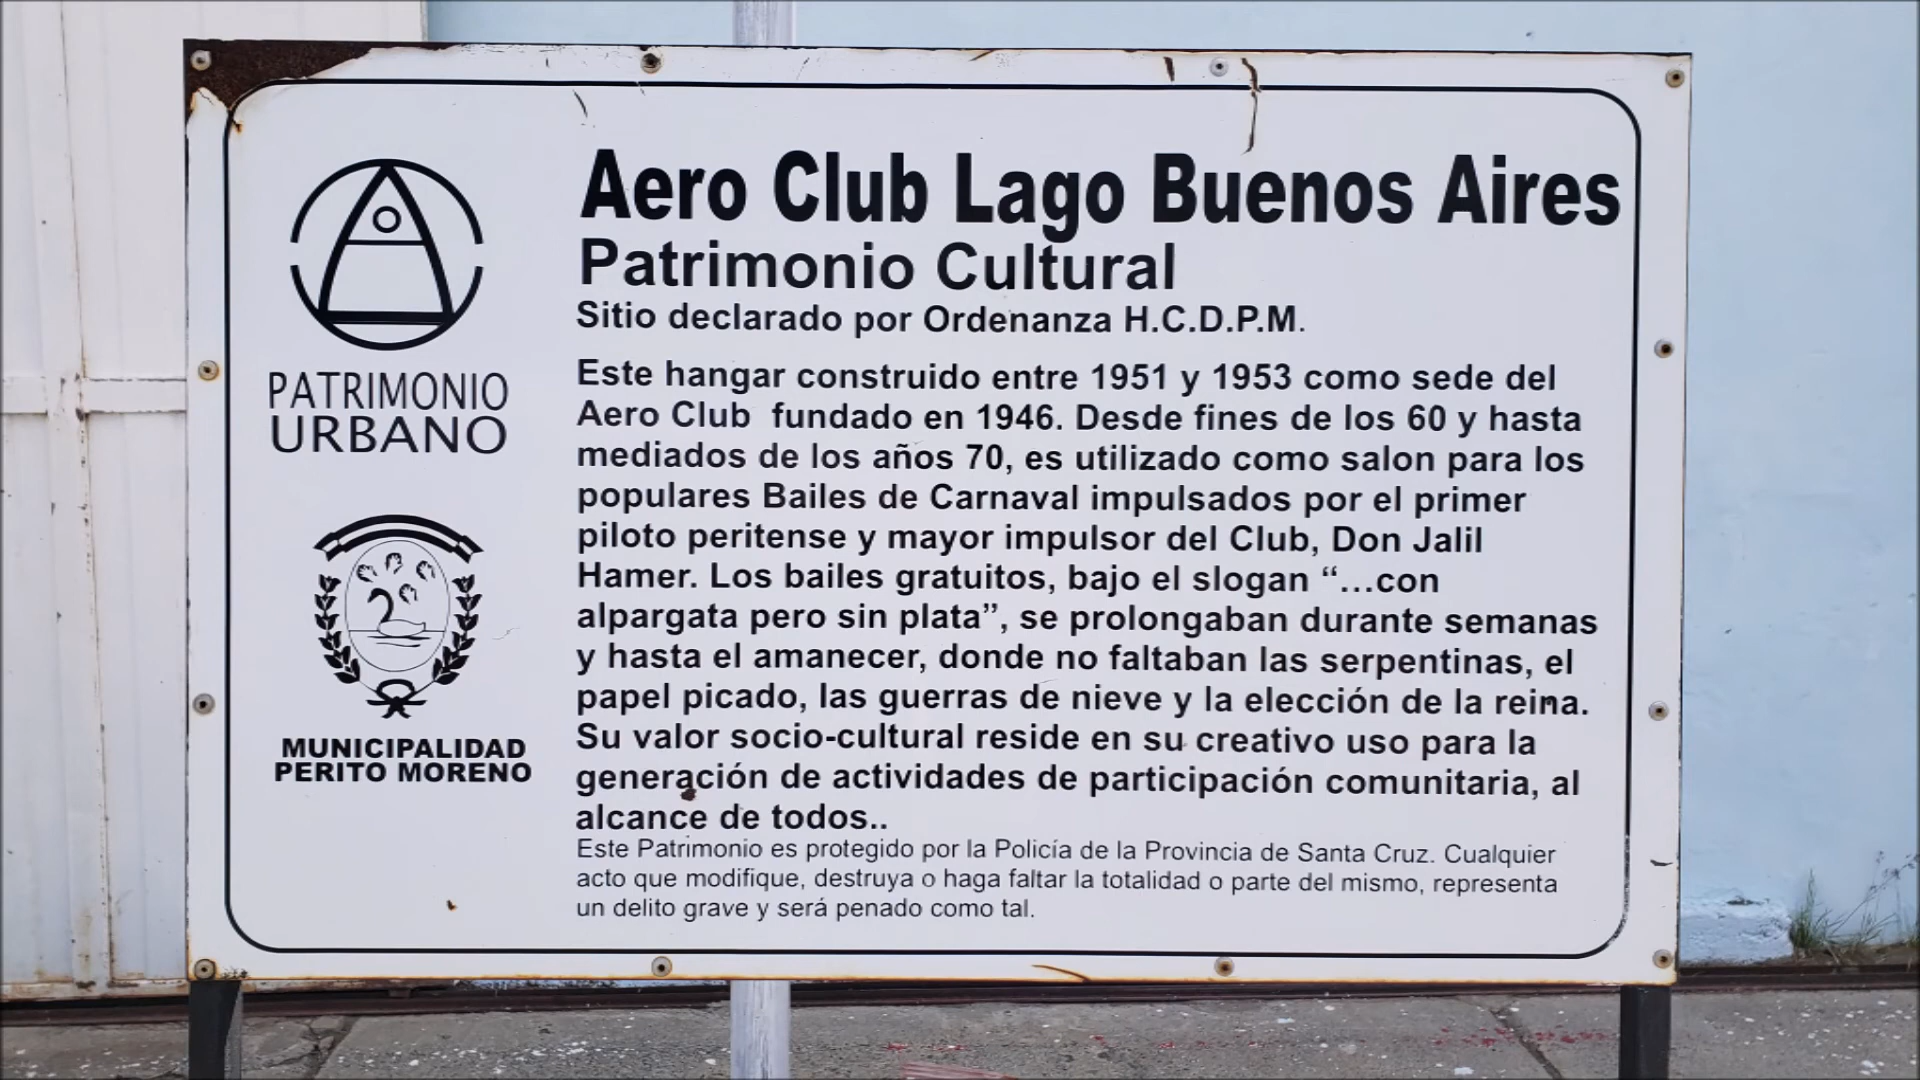 Aero Club Lago Buenos Aires
Patrimonio Cultural
Sitio declarado por Ordenanza H.C.D.P.M.
Este hangar construido entre 1951 y 1953 como sede del
Aero Club fundado en 1946. Desde fines de los 60 y hasta
mediados de los años 70, es utilizado como salon para los
populares Bailes de Carnaval impulsados por el primer
piloto peritense y mayor impulsor del Club, Don Jalil
Hamer. Los bailes gratuitos, bajo el slogan “...con
alpargata pero sin plata”, se prolongaban durante semanas
y hasta el amanecer, donde no faltaban las serpentinas, el
papel picado, las guerras de nieve y la elección de la reina.
Su valor socio-cultural reside en su creativo uso para la
generación de actividades de participación comunitaria, al
alcance de todos..
Este Patrimonio es protegido por la Policía de la Provincia de Santa Cruz. Cualquier
acto que modifique, destruya o haga faltar la totalidad o parte del mismo, representa
un delito grave y será penado como tal.
PATRIMONIO
URBANO
MUNICIPALIDAD
PERITO MORENO